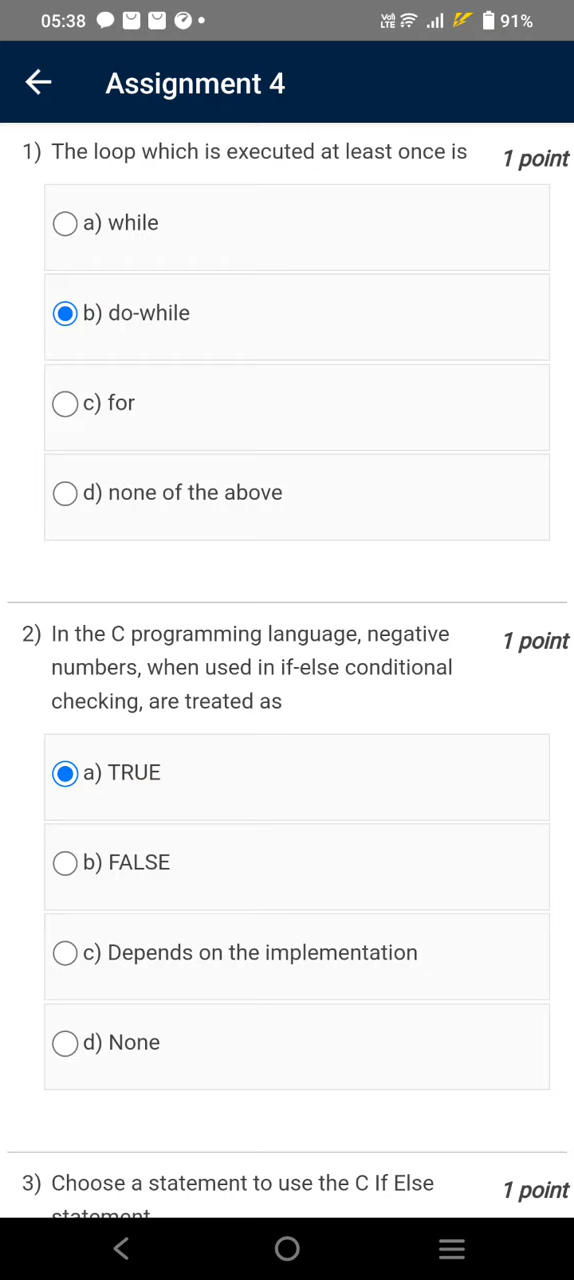 05:38
Vo) LTE
91%
Assignment 4
1) The loop which is executed at least once is
1 point
a) while
b) do-while
c) for
d) none of the above
2) In the C programming language, negative
1 point
numbers, when used in if-else conditional
checking, are treated as
a) TRUE
b) FALSE
c) Depends on the implementation
d) None
3) Choose a statement to use the C If Else
1 point
statement